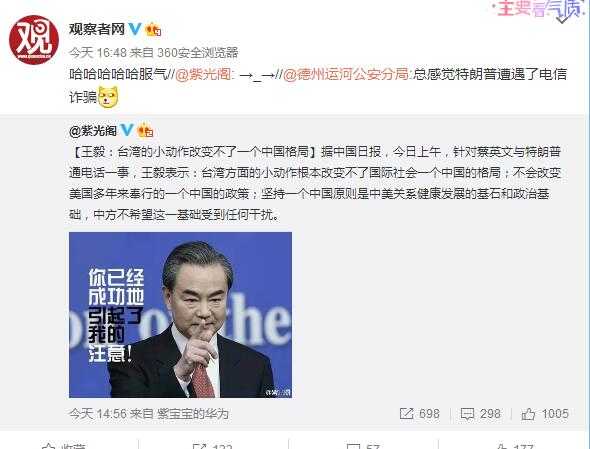 主要看气质
观
观察者网
今天 16:48 来自 360安全浏览器
哈哈哈哈哈服气//@紫光阁: →_→//@德州运河公安分局:总感觉特朗普遭遇了电信
诈骗
@紫光阁
【王毅：台湾的小动作改变不了一个中国格局】据中国日报，今日上午，针对蔡英文与特朗普
通电话一事，王毅表示：台湾方面的小动作根本改变不了国际社会一个中国的格局；不会改变
美国多年来奉行的一个中国的政策；坚持一个中国原则是中美关系健康发展的基石和政治基
础，中方不希望这一基础受到任何干扰。
你已经
成功地
引起了
我的
注意!
on of the
今天 14:56 来自 紫宝宝的华为
698 298 1005
收藏 122 57 177